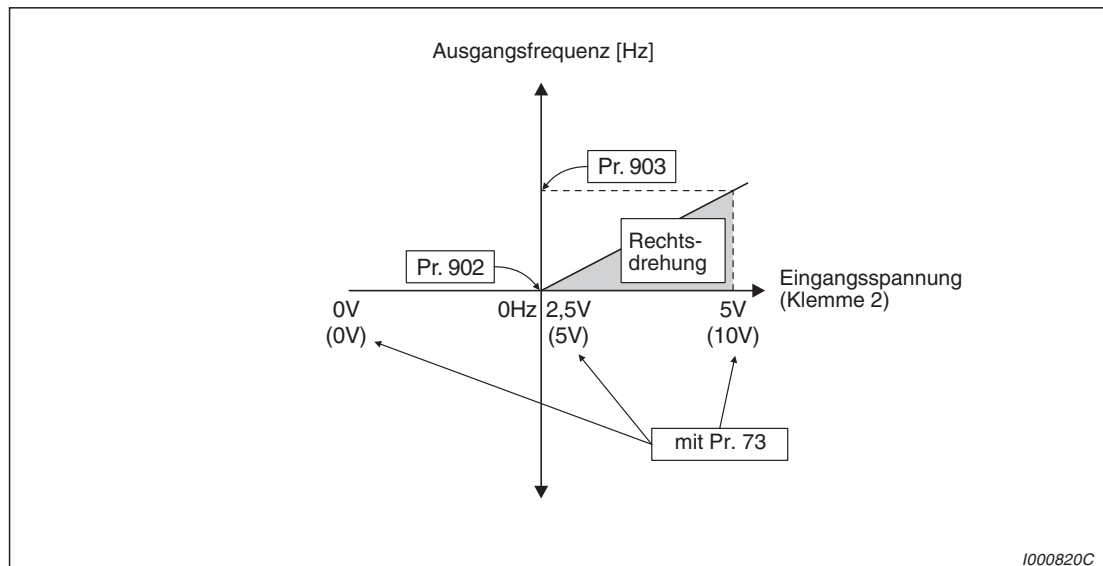 Ausgangsfrequenz [Hz]
Pr. 903
Rechts-
drehung
Pr. 902
Eingangsspannung
(Klemme 2)
0V
(0V)
0Hz
2,5V
(5V)
5V
(10V)
mit Pr. 73
I000820C